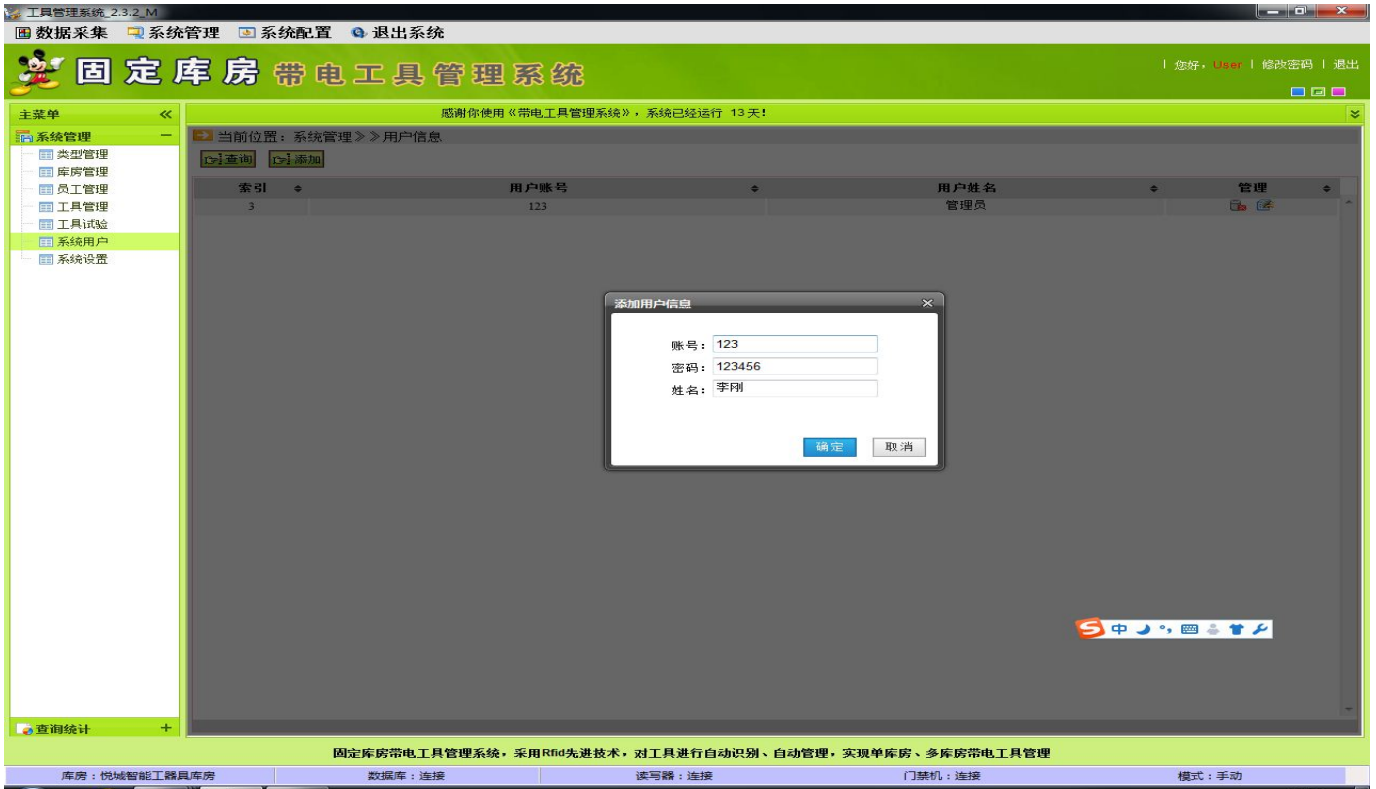 工具管理系统_2.3.2_M
数据采集 系统管理 系统配置 退出系统
固定库房带电工具管理系统
| 您好，User | 修改密码 | 退出
主菜单
感谢你使用《带电工具管理系统》，系统已经运行 13 天！
系统管理
当前位置：系统管理》》用户信息
类型管理
查询 添加
库房管理
员工管理
索引 用户账号 用户姓名 管理
工具管理
3 123 管理员
工具试验
系统用户
系统设置
添加用户信息
账号：123
密码：123456
姓名：李刚
确定 取消
中
查询统计
固定库房带电工具管理系统，采用Rfid先进技术，对工具进行自动识别、自动管理，实现单库房、多库房带电工具管理
库房：悦城智能工器具库房 数据库：连接 读写器：连接 门禁机：连接 模式：手动